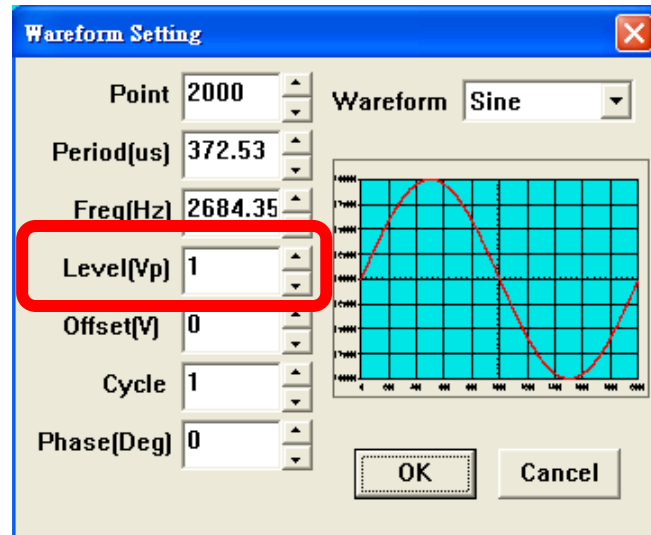 Wareform Setting
Point 2000
Wareform Sine
Period(us) 372.53
Freq(Hz) 2684.35
Level(Vp) 1
Offset(V) 0
Cycle 1
Phase(Deg) 0
OK Cancel